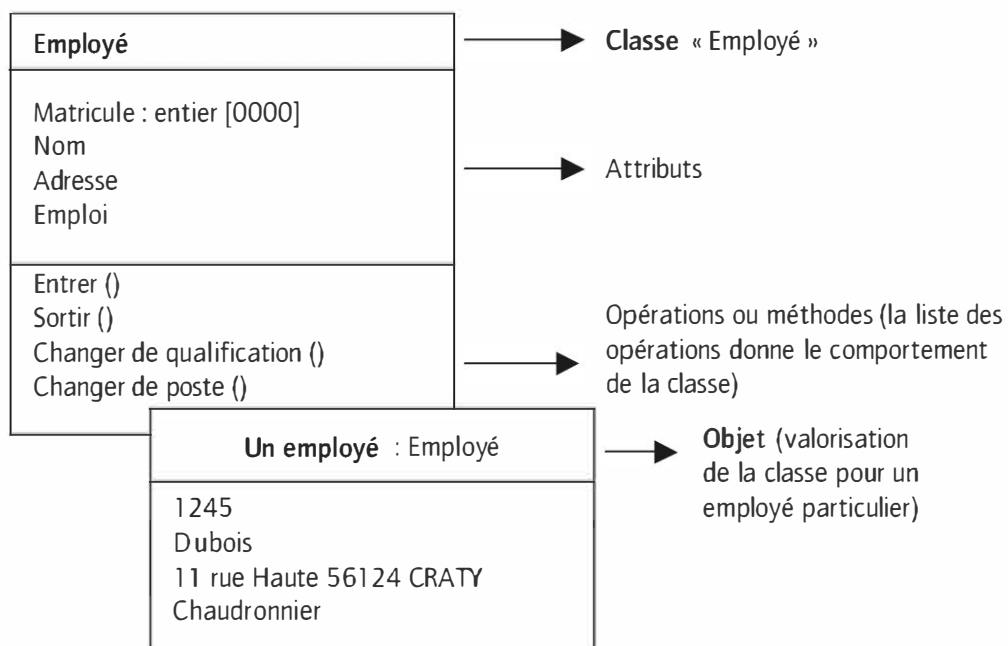 Employé
Classe « Employé »
Matricule : entier [0000]
Nom
Adresse
Emploi
Attributs
Entrer ()
Sortir ()
Changer de qualification ()
Changer de poste ()
Opérations ou méthodes (la liste des
opérations donne le comportement
de la classe)
Un employé : Employé
Objet (valorisation
de la classe pour un
employé particulier)
1245
Dubois
11 rue Haute 56124 CRATY
Chaudronnier